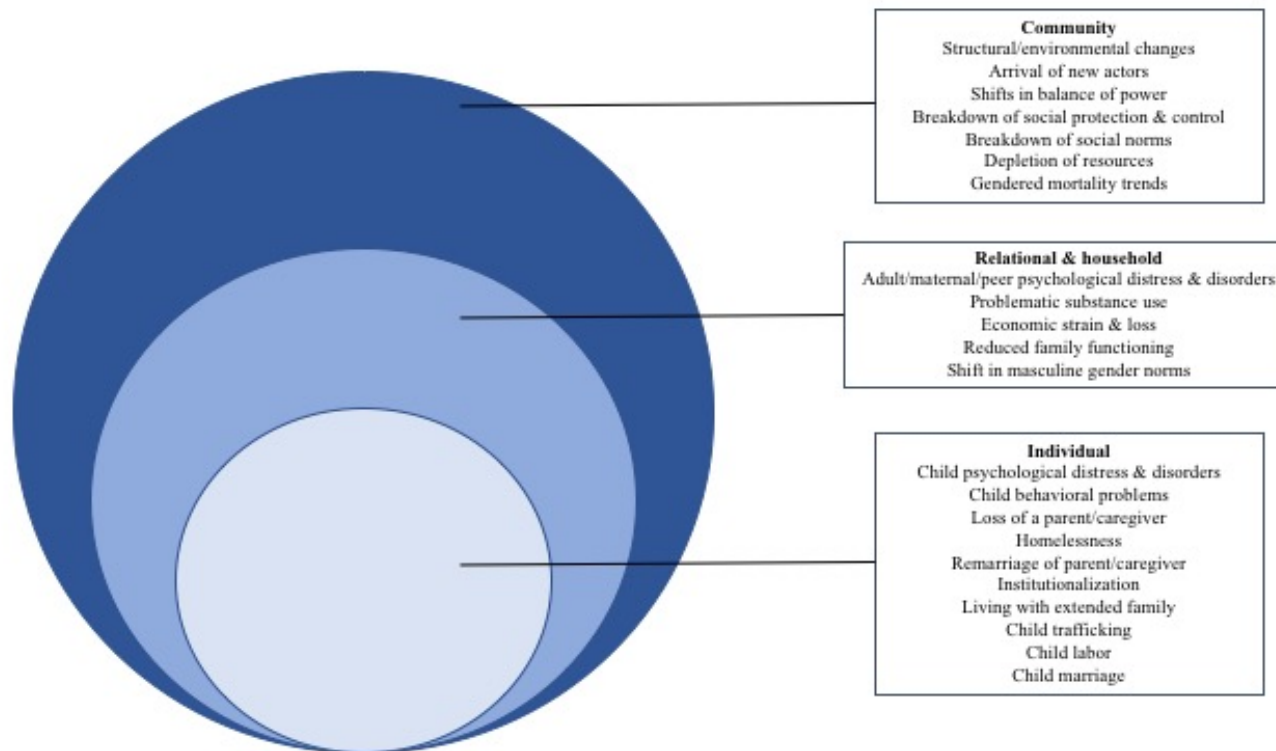 Community
Structural/environmental changes
Arrival of new actors
Shifts in balance of power
Breakdown of social protection & control
Breakdown of social norms
Depletion of resources
Gendered mortality trends
Relational & household
Adult/maternal/peer psychological distress & disorders
Problematic substance use
Economic strain & loss
Reduced family functioning
Shift in masculine gender norms
Individual
Child psychological distress & disorders
Child behavioral problems
Loss of a parent/caregiver
Homelessness
Remarriage of parent/caregiver
Institutionalization
Living with extended family
Child trafficking
Child labor
Child marriage